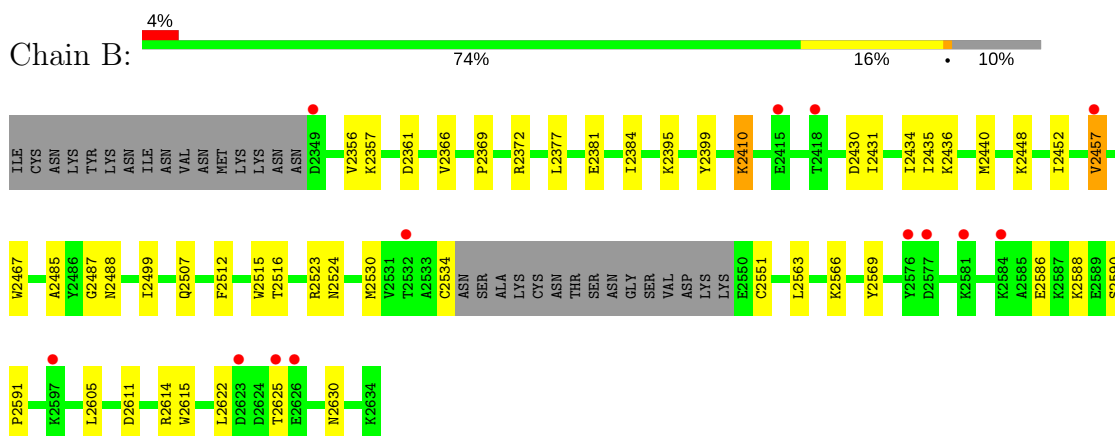 4%
Chain B:
74% 16% • 10%
ILE CYS ASN LYS TYR LYS ASN ILE ASN VAL ASN MET LYS LYS ASN ASN D2349 V2356 K2357 D2361 V2366 P2369 R2372 L2377 E2381 I2384 K2395 Y2399 K2410 E2415 T2418 D2430 I2431 I2434 I2435 K2436 M2440 K2448 I2452 V2457
W2467 A2485 Y2486 G2487 N2488 I2499 Q2507 F2512 W2515 T2516 R2523 N2524 M2530 V2531 T2532 A2533 C2534 ASN SER ALA LYS CYS ASN THR SER ASN GLY SER VAL ASP LYS LYS E2550 C2551 L2563 K2566 Y2569 Y2576 D2577 K2581 K2584 A2585 E2586 K2587 K2588 E2589 S2590
P2591 K2597 L2605 D2611 R2614 W2615 L2622 D2623 D2624 T2625 E2626 N2630 K2634